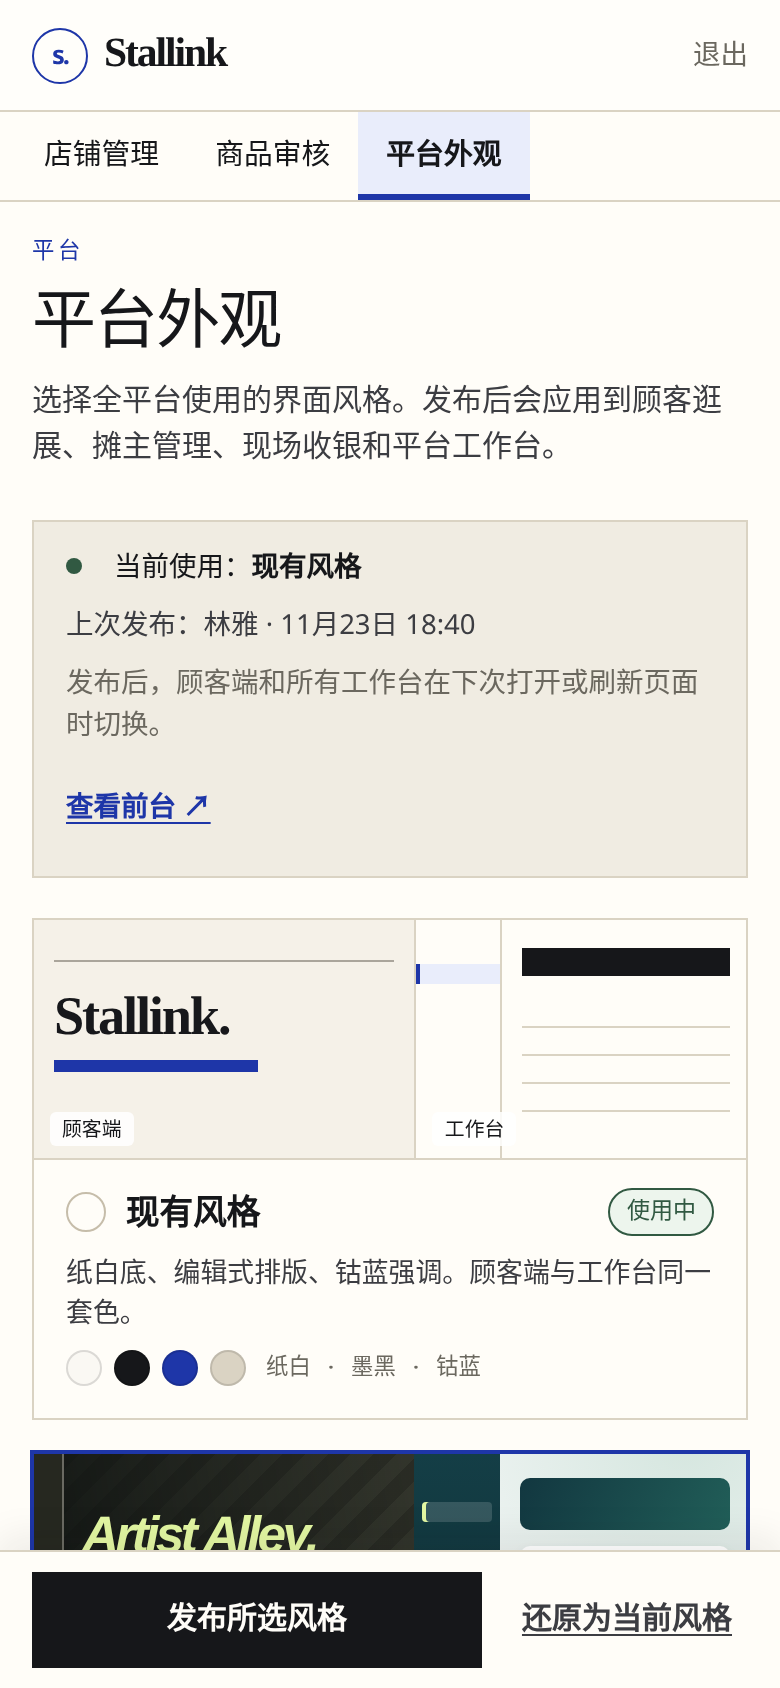 s. Stallink 退出
店铺管理 商品审核 平台外观
平台
平台外观
选择全平台使用的界面风格。发布后会应用到顾客逛
展、摊主管理、现场收银和平台工作台。
当前使用：现有风格
上次发布：林雅 · 11月23日 18:40
发布后，顾客端和所有工作台在下次打开或刷新页面
时切换。
查看前台 ↗
Stallink.
顾客端 工作台
现有风格 使用中
纸白底、编辑式排版、钴蓝强调。顾客端与工作台同一
套色。
纸白 · 墨黑 · 钴蓝
Artist Alley.
发布所选风格 还原为当前风格